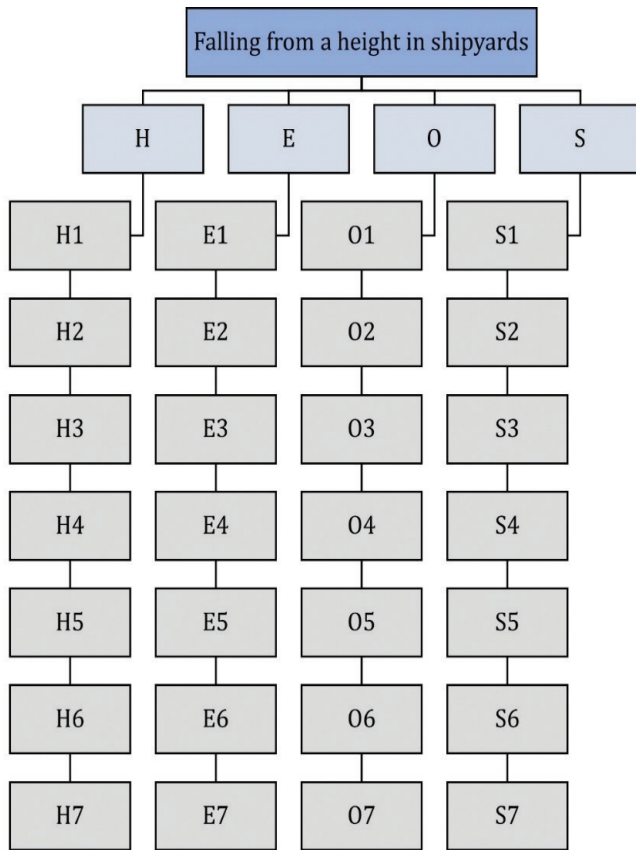 Falling from a height in shipyards
H E O S
H1 E1 O1 S1
H2 E2 O2 S2
H3 E3 O3 S3
H4 E4 O4 S4
H5 E5 O5 S5
H6 E6 O6 S6
H7 E7 O7 S7